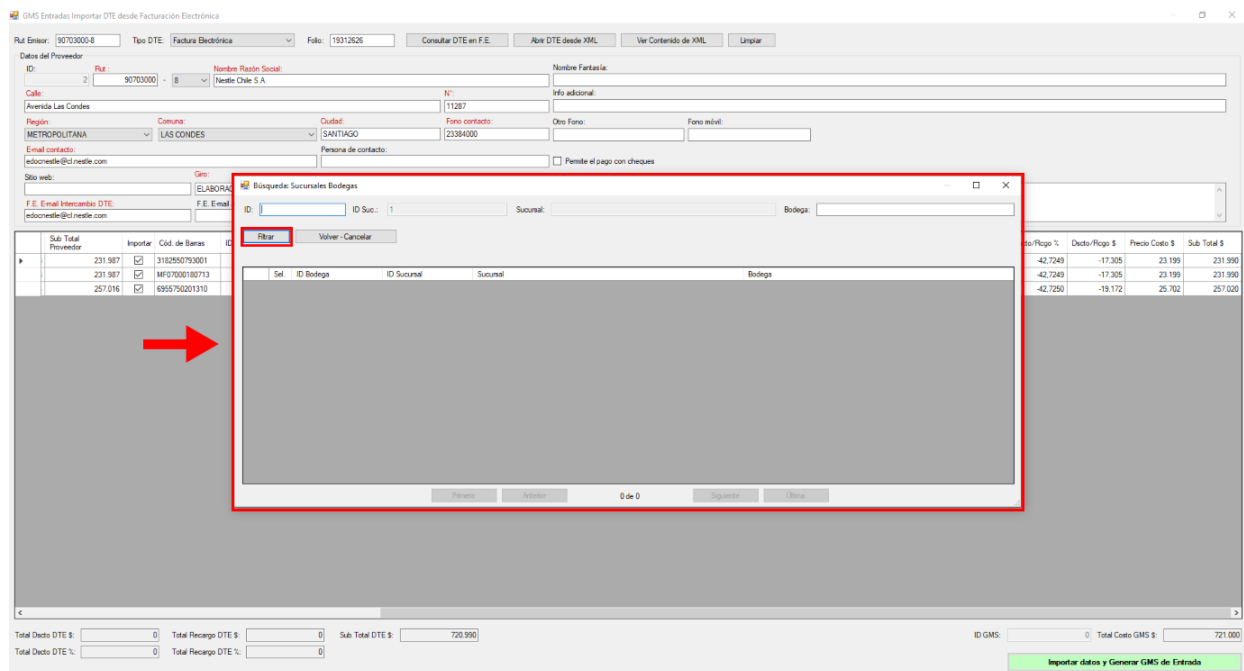 GMS Entradas Importar DTE desde Facturación Electrónica
Rut Emisor: 90703000-8 Tipo DTE: Factura Electrónica Folio: 19312626 Consultar DTE en F.E. Abrir DTE desde XML Ver Contenido de XML Limpiar
Datos del Proveedor
ID: Rut : Nombre Razón Social: Nombre Fantasía:
2 90703000 - 8 Nestle Chile S.A.
Calle: N°: Info adicional:
Avenida Las Condes 11287
Región: Comuna: Ciudad: Fono contacto: Otro Fono: Fono móvil:
METROPOLITANA LAS CONDES SANTIAGO 23384000
E-mail contacto: Persona de contacto:
edocnestle@cl.nestle.com Permite el pago con cheques
Sitio web: Giro:
ELABORAC
F.E. E-mail Intercambio DTE: F.E. E-mail
edocnestle@cl.nestle.com
Búsqueda: Sucursales Bodegas
ID: ID Suc.: 1 Sucursal: Bodega:
Filtrar Volver - Cancelar
Sel. ID Bodega ID Sucursal Sucursal Bodega
Primera Anterior 0 de 0 Siguiente Última
Sub Total Proveedor Importar Cód. de Barras ID Dscto/Rcgo % Dscto/Rcgo $ Precio Costo $ Sub Total $
231.987 3182550793001 -42,7249 -17.305 23.199 231.990
231.987 MF07000180713 -42,7249 -17.305 23.199 231.990
257.016 6955750201310 -42,7250 -19.172 25.702 257.020
Total Dscto DTE $: 0 Total Recargo DTE $: 0 Sub Total DTE $: 720.990 ID GMS: 0 Total Costo GMS $: 721.000
Total Dscto DTE %: 0 Total Recargo DTE %: 0
Importar datos y Generar GMS de Entrada